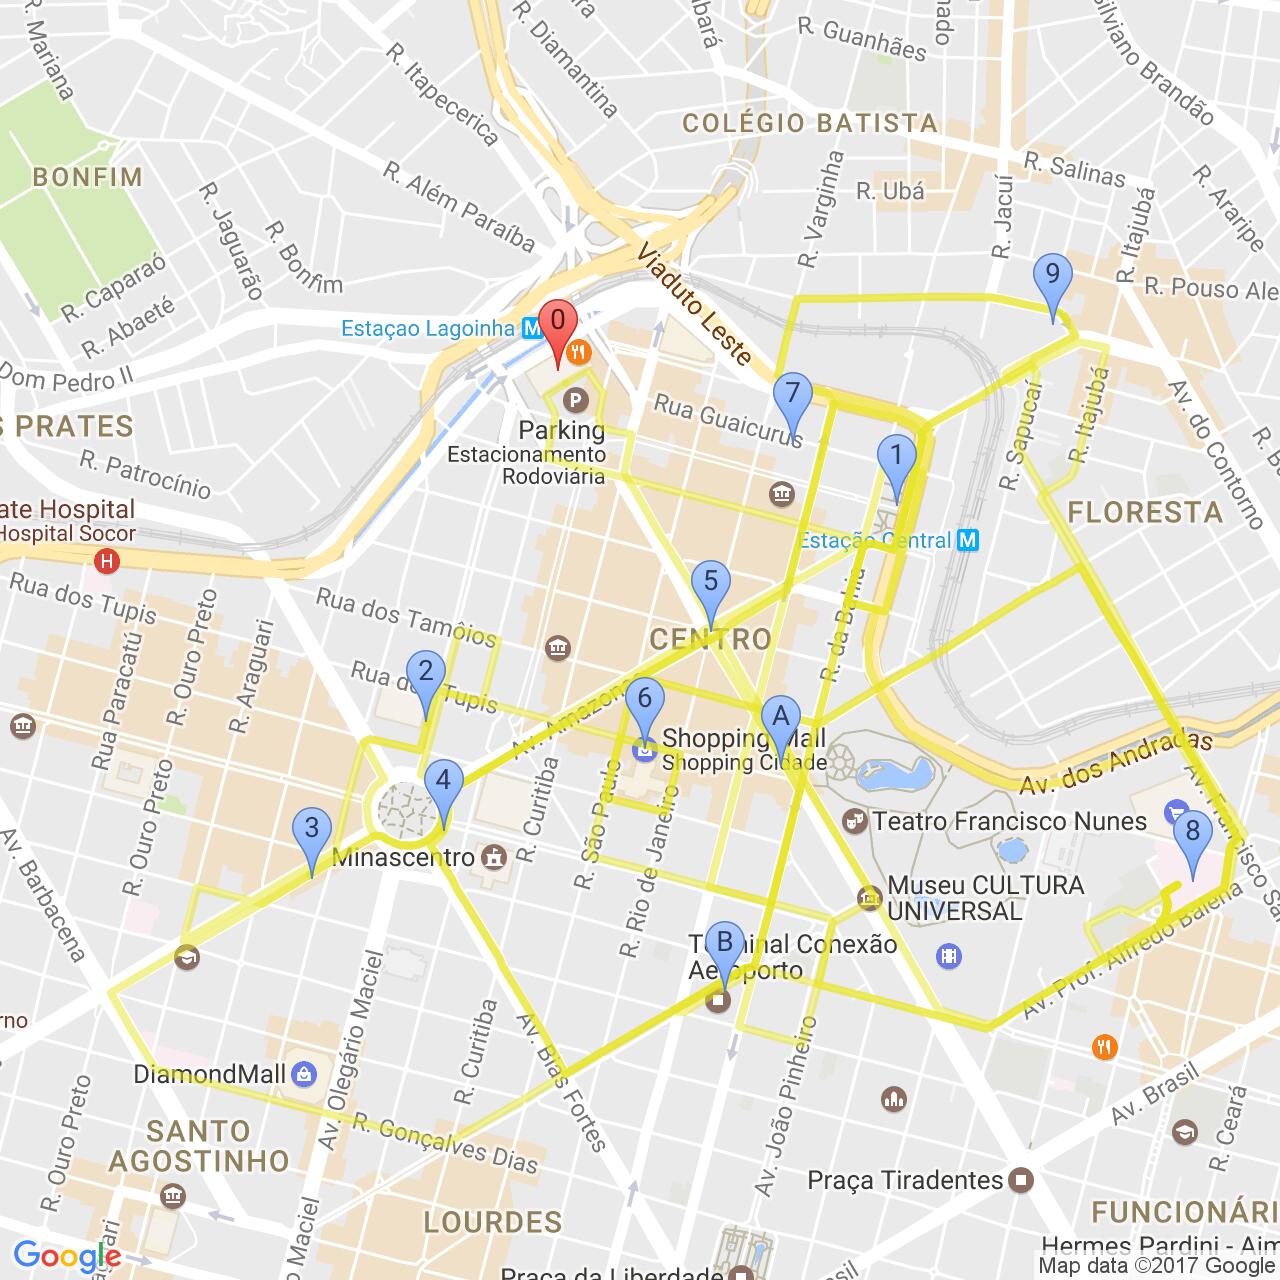 R. Mariana
R. Itapecerica
R. Diamantina
R. Guanhães
Silviano Brandão
COLÉGIO BATISTA
BONFIM
R. Além Paraíba
R. Jaguarão
R. Bonfim
R. Varginha
R. Ubá
R. Jacuí
R. Salinas
R. Itajubá
R. Araripe
R. Caparaó
R. Abaeté
Viaduto Leste
9
R. Pouso Ale
Estaçao Lagoinha
M
0
Dom Pedro II
S PRATES
R. Patrocínio
P
Parking
Estacionamento
Rodoviária
Rua Guaicurus
7
1
R. Sapucaí
R. Itajubá
Av. do Contorno
FLORESTA
Estação Central
M
ate Hospital
Hospital Socor
H
Rua dos Tupis
R. Ouro Preto
R. Araguari
Rua Paracatú
Rua dos Tamôios
5
CENTRO
R. da Bahia
2
Rua dos Tupis
Av. Amazonas
6
A
Shopping Mall
Shopping Cidade
Av. dos Andradas
Av. Francisco Sa
R. Ouro Preto
4
3
Minascentro
R. Curitiba
R. São Paulo
R. Rio de Janeiro
Teatro Francisco Nunes
8
Museu CULTURA
UNIVERSAL
Av. Prof. Alfredo Balena
Av. Barbacena
B
Terminal Conexão
Aeroporto
R. Olegário Maciel
rno
DiamondMall
R. Curitiba
Av. Bias Fortes
Av. João Pinheiro
Av. Brasil
R. Ceará
R. Ouro Preto
SANTO
AGOSTINHO
Av. Olegário Maciel
R. Gonçalves Dias
Praça Tiradentes
LOURDES
FUNCIONÁRI
Hermes Pardini - Aim
Google
Praça da Liberdade
Map data ©2017 Google